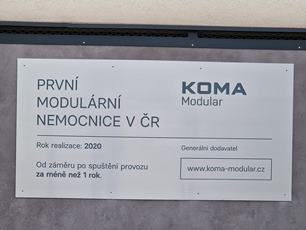 PRVNÍ
MODULÁRNÍ
NEMOCNICE V ČR
KOMA
Modular
Rok realizace: 2020
Od záměru po spuštění provozu
za méně než 1 rok.
Generální dodavatel
www.koma-modular.cz